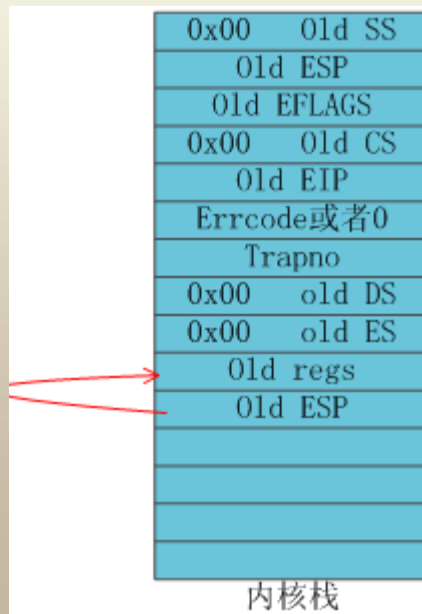 0x00 Old SS
Old ESP
Old EFLAGS
0x00 Old CS
Old EIP
Errcode或者0
Trapno
0x00 old DS
0x00 old ES
Old regs
Old ESP
内核栈